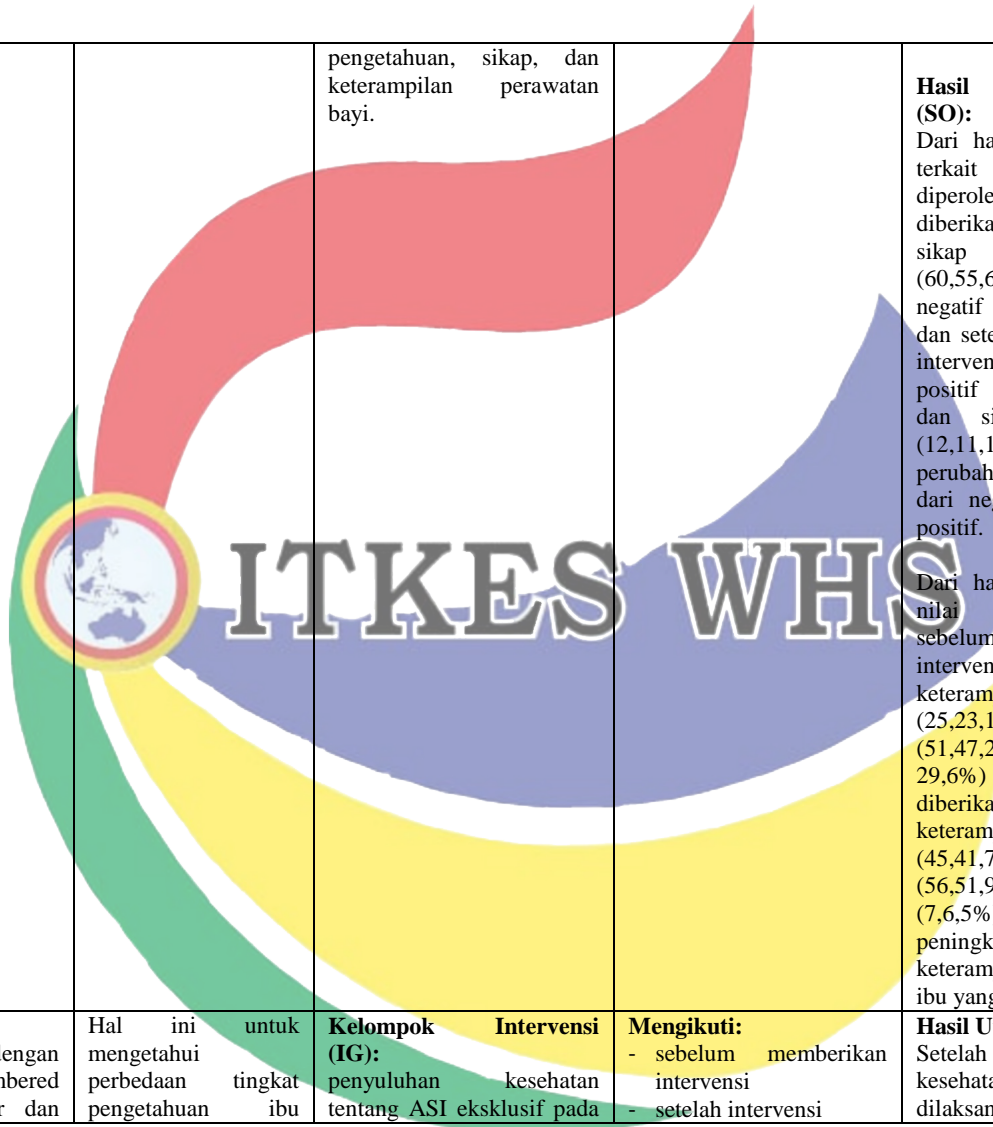 pengetahuan, sikap, dan
keterampilan perawatan
bayi.
Hasil
(SO):
Dari ha
terkait
diperole
diberika
sikap
(60,55,6
negatif
dan sete
interven
positif
dan si
(12,11,1
perubah
dari neg
positif.
Dari ha
nilai
sebelum
interven
keteram
(25,23,1
(51,47,2
29,6%)
diberika
keteram
(45,41,7
(56,51,9
(7,6,5%
peningk
keteram
ibu yang
ITKES WHS
dengan
mbered
r dan
Hal ini untuk
mengetahui
perbedaan tingkat
pengetahuan ibu
Kelompok Intervensi
(IG):
penyuluhan kesehatan
tentang ASI eksklusif pada
Mengikuti:
- sebelum memberikan
intervensi
- setelah intervensi
Hasil U
Setelah
kesehata
dilaksan